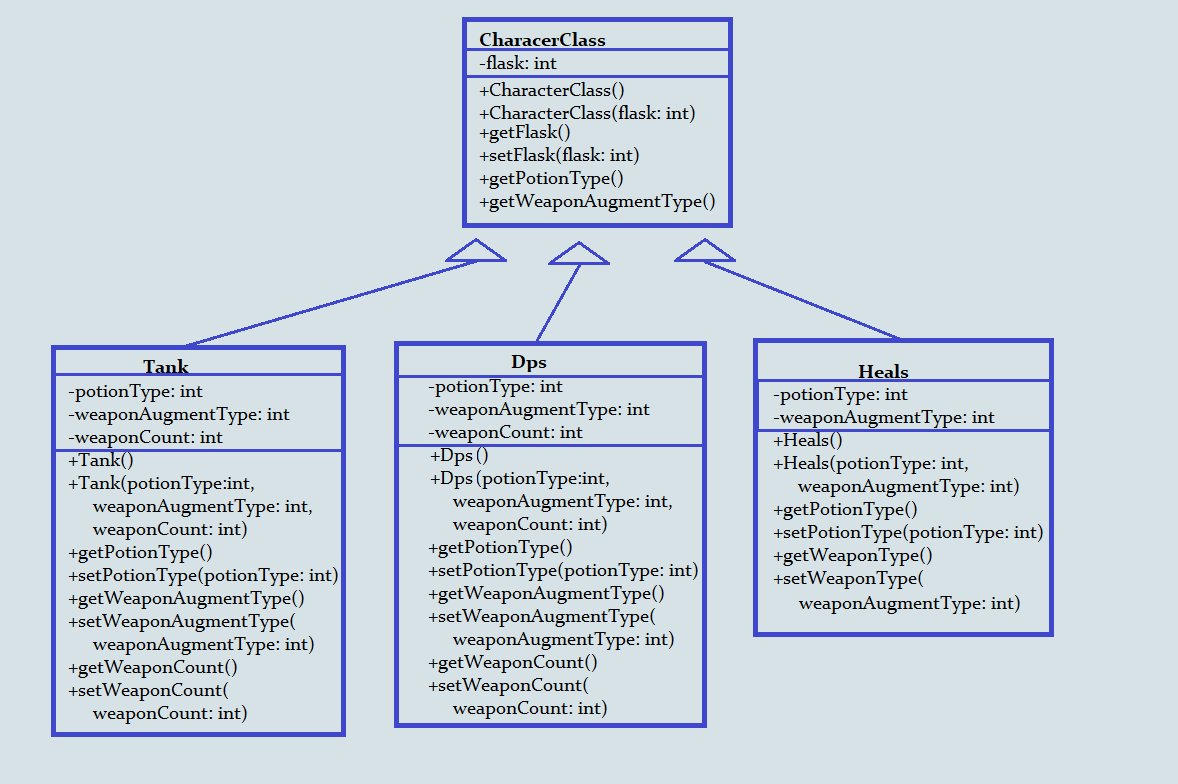 CharacerClass
-flask: int
+CharacterClass()
+CharacterClass(flask: int)
+getFlask()
+setFlask(flask: int)
+getPotionType()
+getWeaponAugmentType()
Tank
-potionType: int
-weaponAugmentType: int
-weaponCount: int
+Tank()
+Tank(potionType:int,
weaponAugmentType: int,
weaponCount: int)
+getPotionType()
+setPotionType(potionType: int)
+getWeaponAugmentType()
+setWeaponAugmentType(
weaponAugmentType: int)
+getWeaponCount()
+setWeaponCount(
weaponCount: int)
Dps
-potionType: int
-weaponAugmentType: int
-weaponCount: int
+Dps()
+Dps(potionType:int,
weaponAugmentType: int,
weaponCount: int)
+getPotionType()
+setPotionType(potionType: int)
+getWeaponAugmentType()
+setWeaponAugmentType(
weaponAugmentType: int)
+getWeaponCount()
+setWeaponCount(
weaponCount: int)
Heals
-potionType: int
-weaponAugmentType: int
+Heals()
+Heals(potionType: int,
weaponAugmentType: int)
+getPotionType()
+setPotionType(potionType: int)
+getWeaponType()
+setWeaponType(
weaponAugmentType: int)